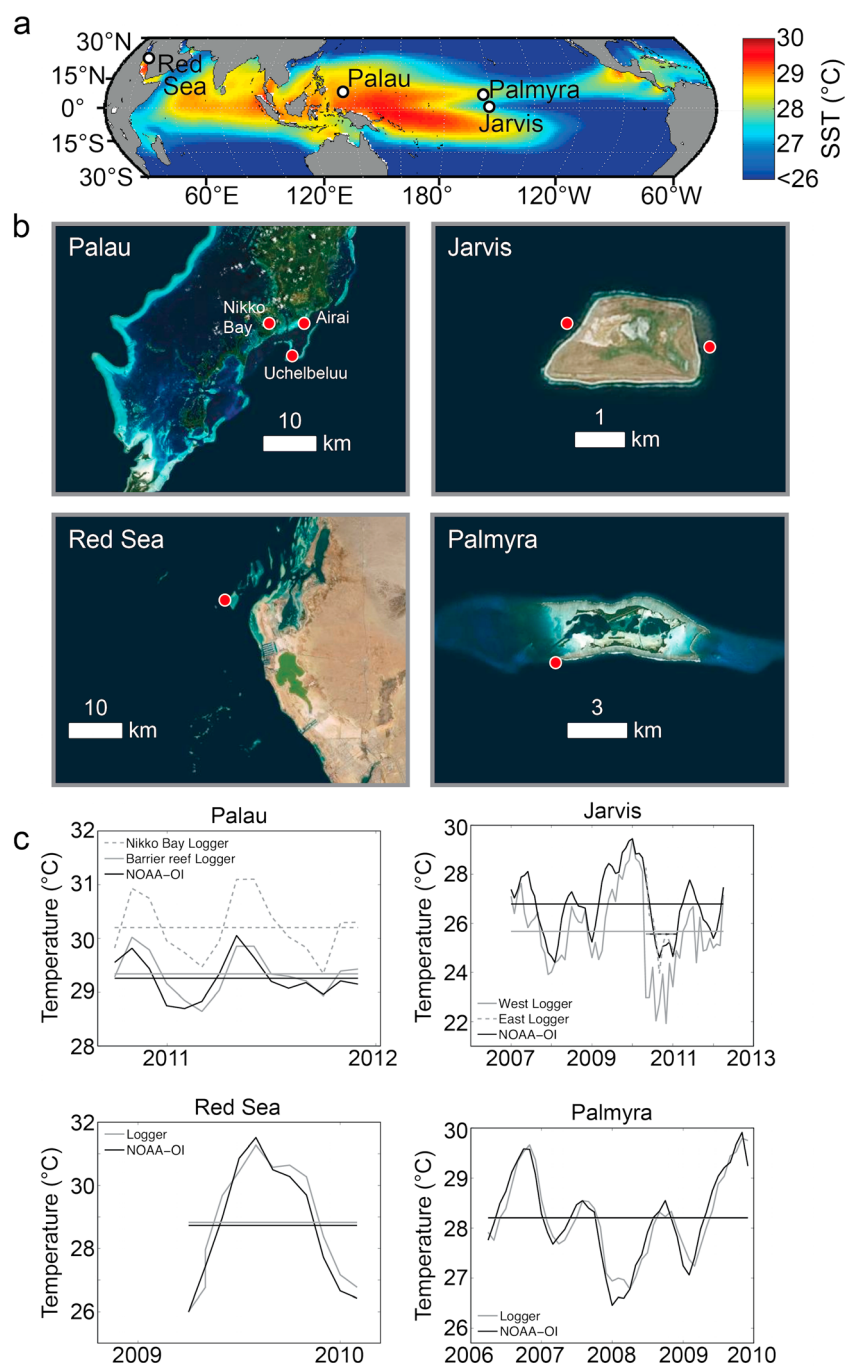 a
30°N
15°N
0°
15°S
30°S
60°E
120°E
180°
120°W
60°W
Red
Sea
Palau
Palmyra
Jarvis
30
29
28
27
<26
SST (°C)
b
Palau
Nikko
Bay
Airai
Uchelbeluu
10
km
Jarvis
1
km
Red Sea
10
km
Palmyra
3
km
c
Palau
Temperature (°C)
32
31
30
29
28
2011
2012
Nikko Bay Logger
Barrier reef Logger
NOAA–OI
Jarvis
Temperature (°C)
30
28
26
24
22
2007
2009
2011
2013
West Logger
East Logger
NOAA–OI
Red Sea
Temperature (°C)
32
30
28
26
2009
2010
Logger
NOAA–OI
Palmyra
Temperature (°C)
30
29
28
27
26
2006
2007
2008
2009
2010
Logger
NOAA–OI